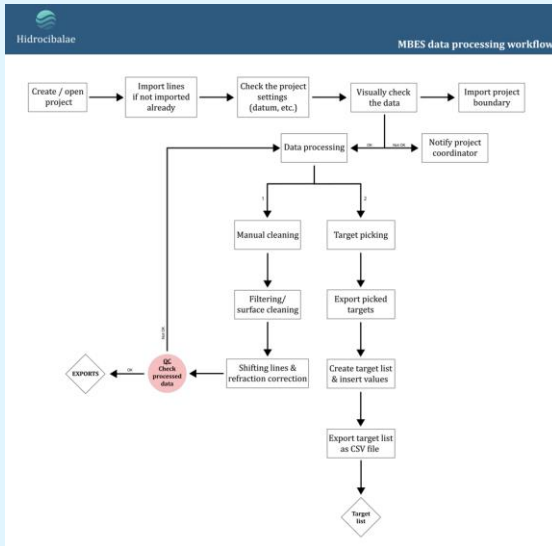 Hidrocibalae
MBES data processing workflow
Create / open
project
Import lines
if not imported
already
Check the project
settings
(datum, etc.)
Visually check
the data
Import project
boundary
Data processing
OK
Not OK
Notify project
coordinator
1
2
Manual cleaning
Target picking
Filtering/
surface cleaning
Export picked
targets
Not OK
EXPORTS
OK
QC
Check
processed
data
Shifting lines &
refraction correction
Create target list
& insert values
Export target list
as CSV file
Target
list